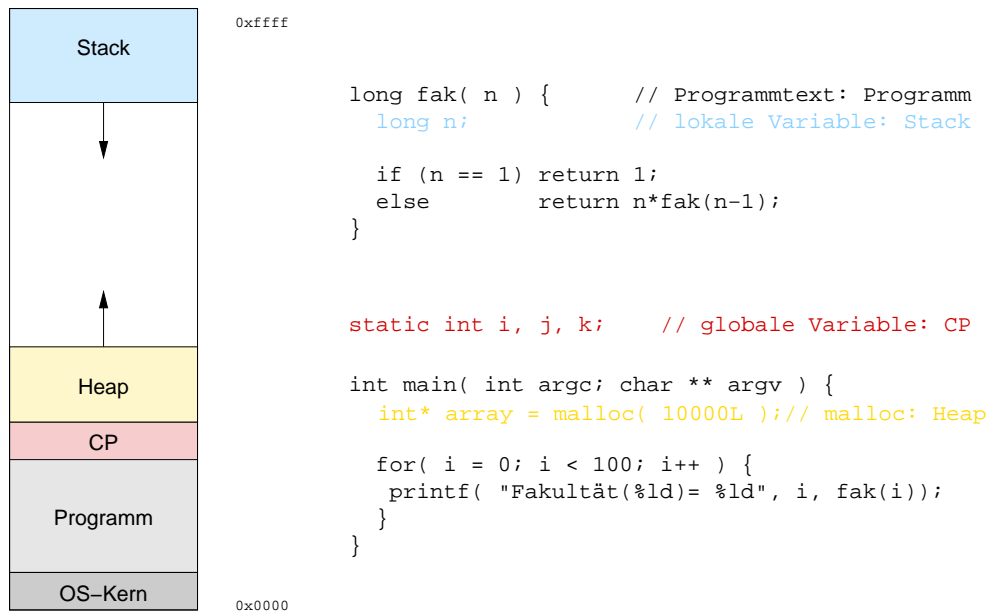 0xffff
Stack
long fak( n ) { // Programmtext: Programm
long n; // lokale Variable: Stack
if (n == 1) return 1;
else return n*fak(n−1);
}
static int i, j, k; // globale Variable: CP
Heap
int main( int argc; char ** argv ) {
int* array = malloc( 10000L );// malloc: Heap
CP
for( i = 0; i < 100; i++ ) {
printf( "Fakultät(%ld)= %ld", i, fak(i));
Programm
}
}
OS−Kern
0x0000